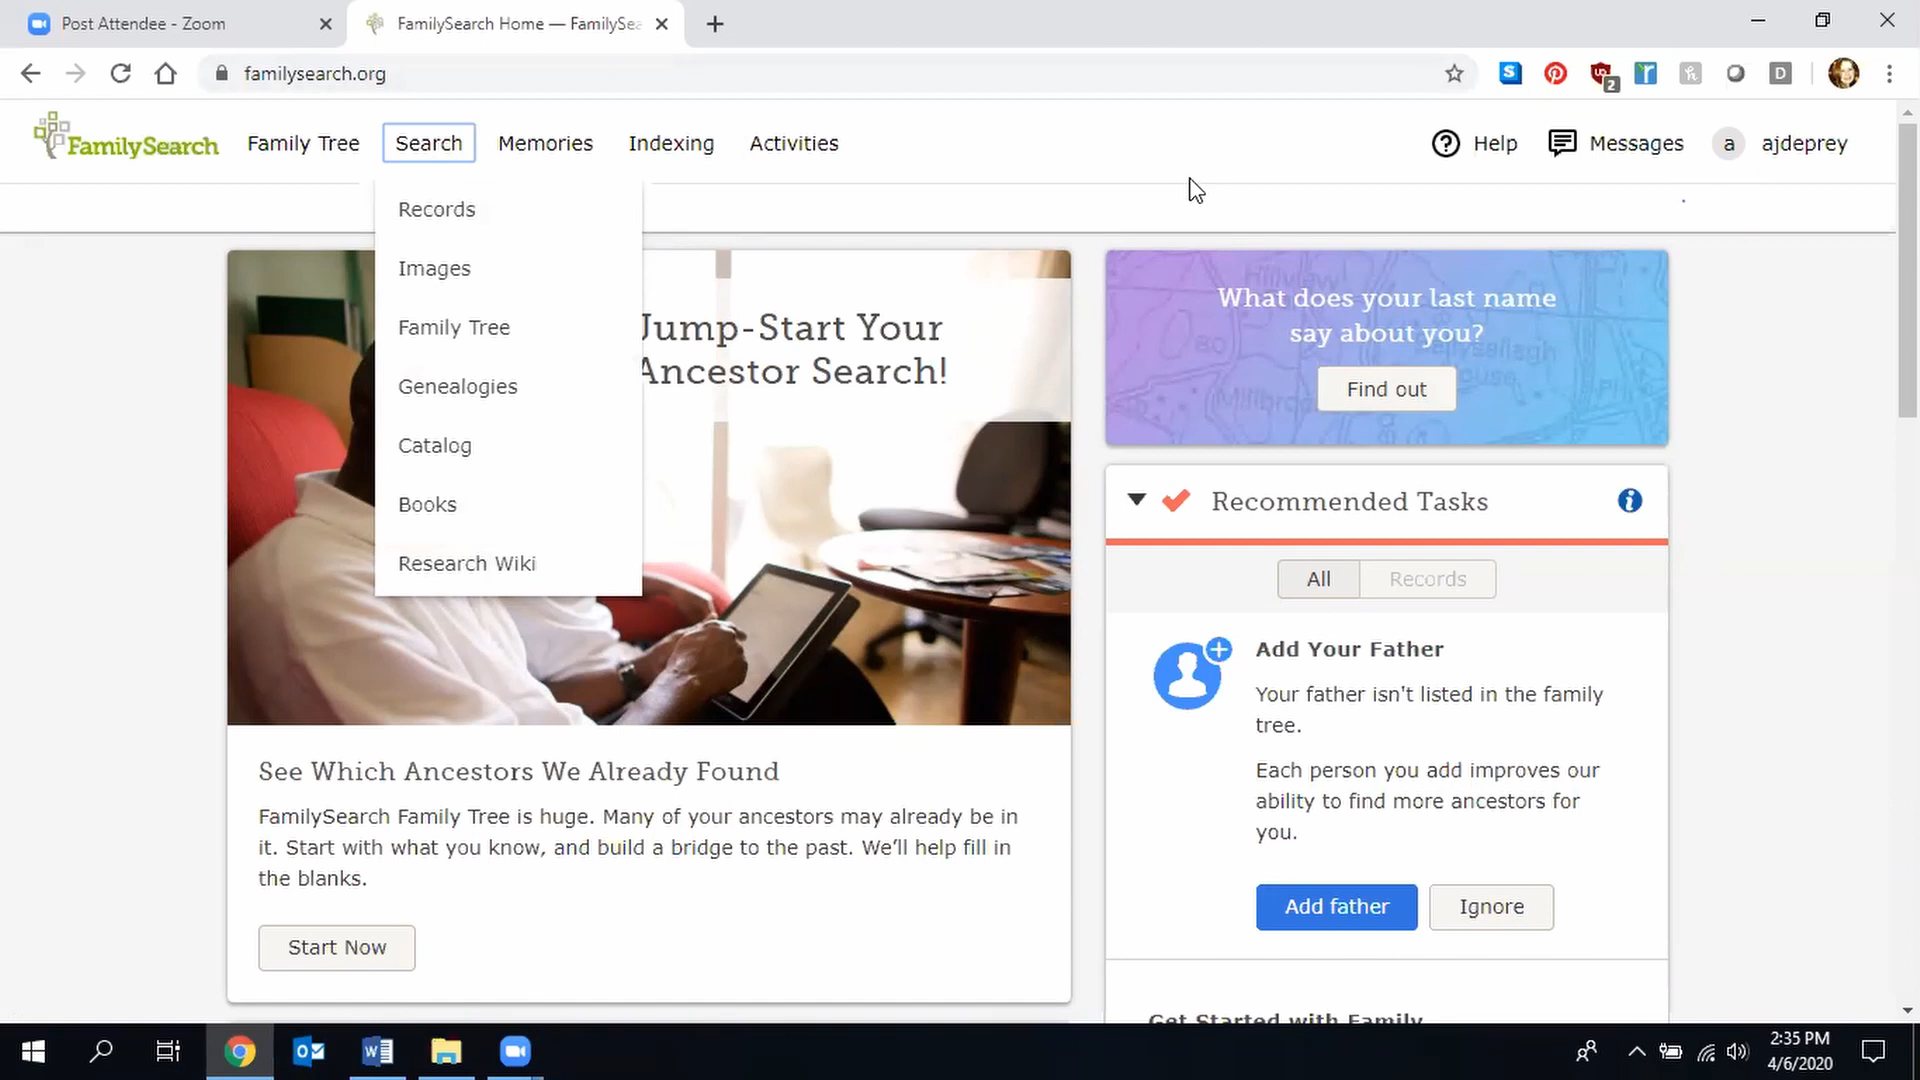 Post Attendee - Zoom
FamilySearch Home — FamilySea
familysearch.org
2
D
FamilySearch
Family Tree
Search
Memories
Indexing
Activities
Help
Messages
a
ajdeprey
Records
Images
Family Tree
Genealogies
Catalog
Books
Research Wiki
Jump-Start Your
Ancestor Search!
What does your last name
say about you?
Find out
Recommended Tasks
All
Records
Add Your Father
Your father isn't listed in the family
tree.
Each person you add improves our
ability to find more ancestors for
you.
Add father
Ignore
See Which Ancestors We Already Found
FamilySearch Family Tree is huge. Many of your ancestors may already be in
it. Start with what you know, and build a bridge to the past. We’ll help fill in
the blanks.
Start Now
Get Started with Family
2:35 PM
4/6/2020